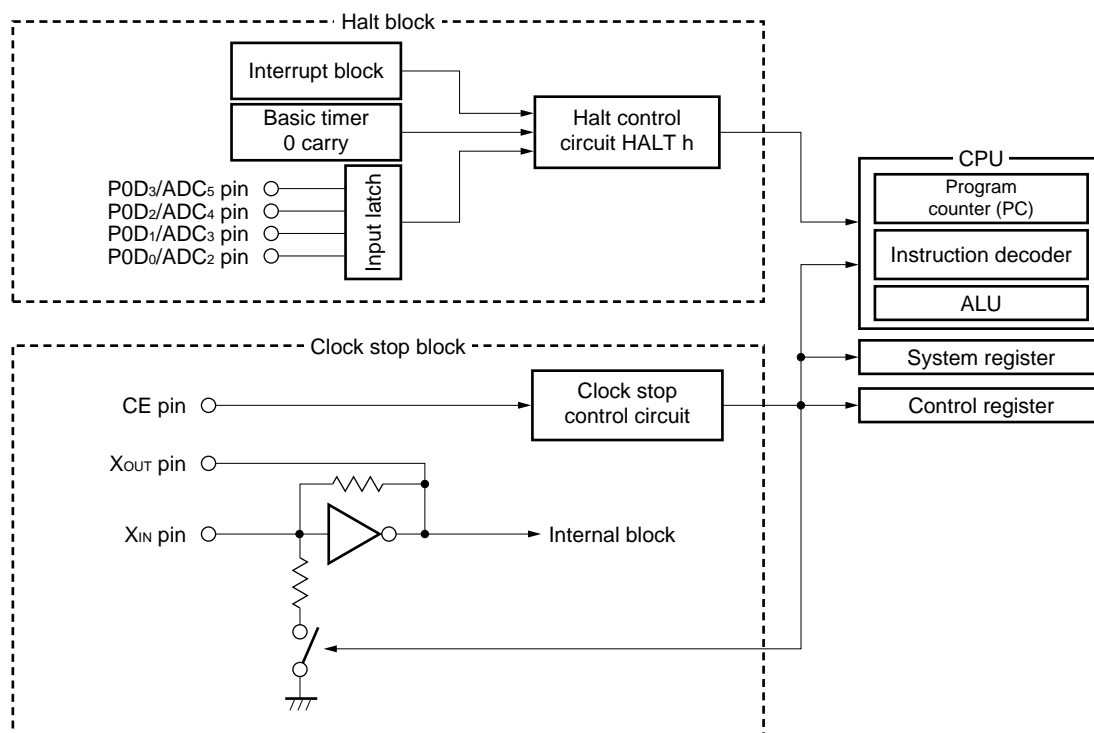 Halt block
Interrupt block
Basic timer
0 carry
Halt control
circuit HALT h
P0D3/ADC5 pin
P0D2/ADC4 pin
P0D1/ADC3 pin
P0D0/ADC2 pin
Input latch
CPU
Program
counter (PC)
Instruction decoder
ALU
System register
Control register
Clock stop block
CE pin
Clock stop
control circuit
XOUT pin
XIN pin
Internal block